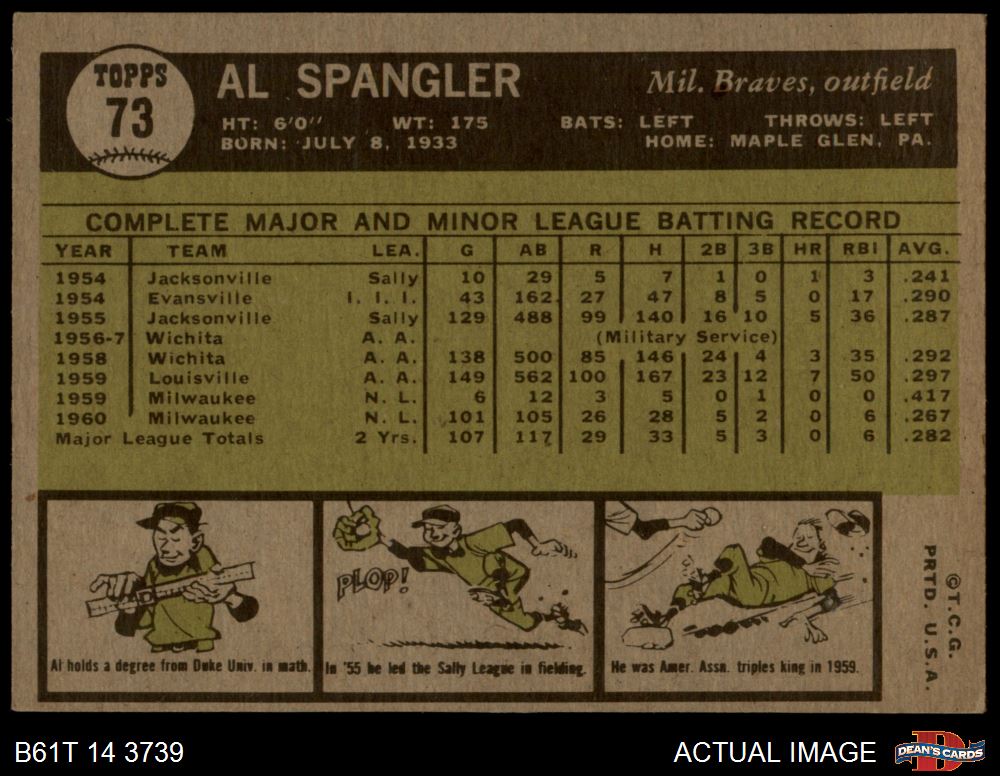 TOPPS
73
AL SPANGLER
Mil. Braves, outfield
HT: 6'0" WT: 175 BATS: LEFT THROWS: LEFT
BORN: JULY 8, 1933 HOME: MAPLE GLEN, PA.
COMPLETE MAJOR AND MINOR LEAGUE BATTING RECORD
YEAR TEAM LEA. G AB R H 2B 3B HR RBI AVG.
1954 Jacksonville Sally 10 29 5 7 1 0 1 3 .241
1954 Evansville I. I. I. 43 162 27 47 8 5 0 17 .290
1955 Jacksonville Sally 129 488 99 140 16 10 5 36 .287
1956-7 Wichita A. A. (Military Service)
1958 Wichita A. A. 138 500 85 146 24 4 3 35 .292
1959 Louisville A. A. 149 562 100 167 23 12 7 50 .297
1959 Milwaukee N. L. 6 12 3 5 0 1 0 0 .417
1960 Milwaukee N. L. 101 105 26 28 5 2 0 6 .267
Major League Totals 2 Yrs. 107 117 29 33 5 3 0 6 .282
Al holds a degree from Duke Univ. in math.
PLOP!
In '55 he led the Sally League in fielding.
He was Amer. Assn. triples king in 1959.
©T.C.G.
PRTD. U.S.A.
B61T 14 3739
ACTUAL IMAGE
DEAN'S CARDS